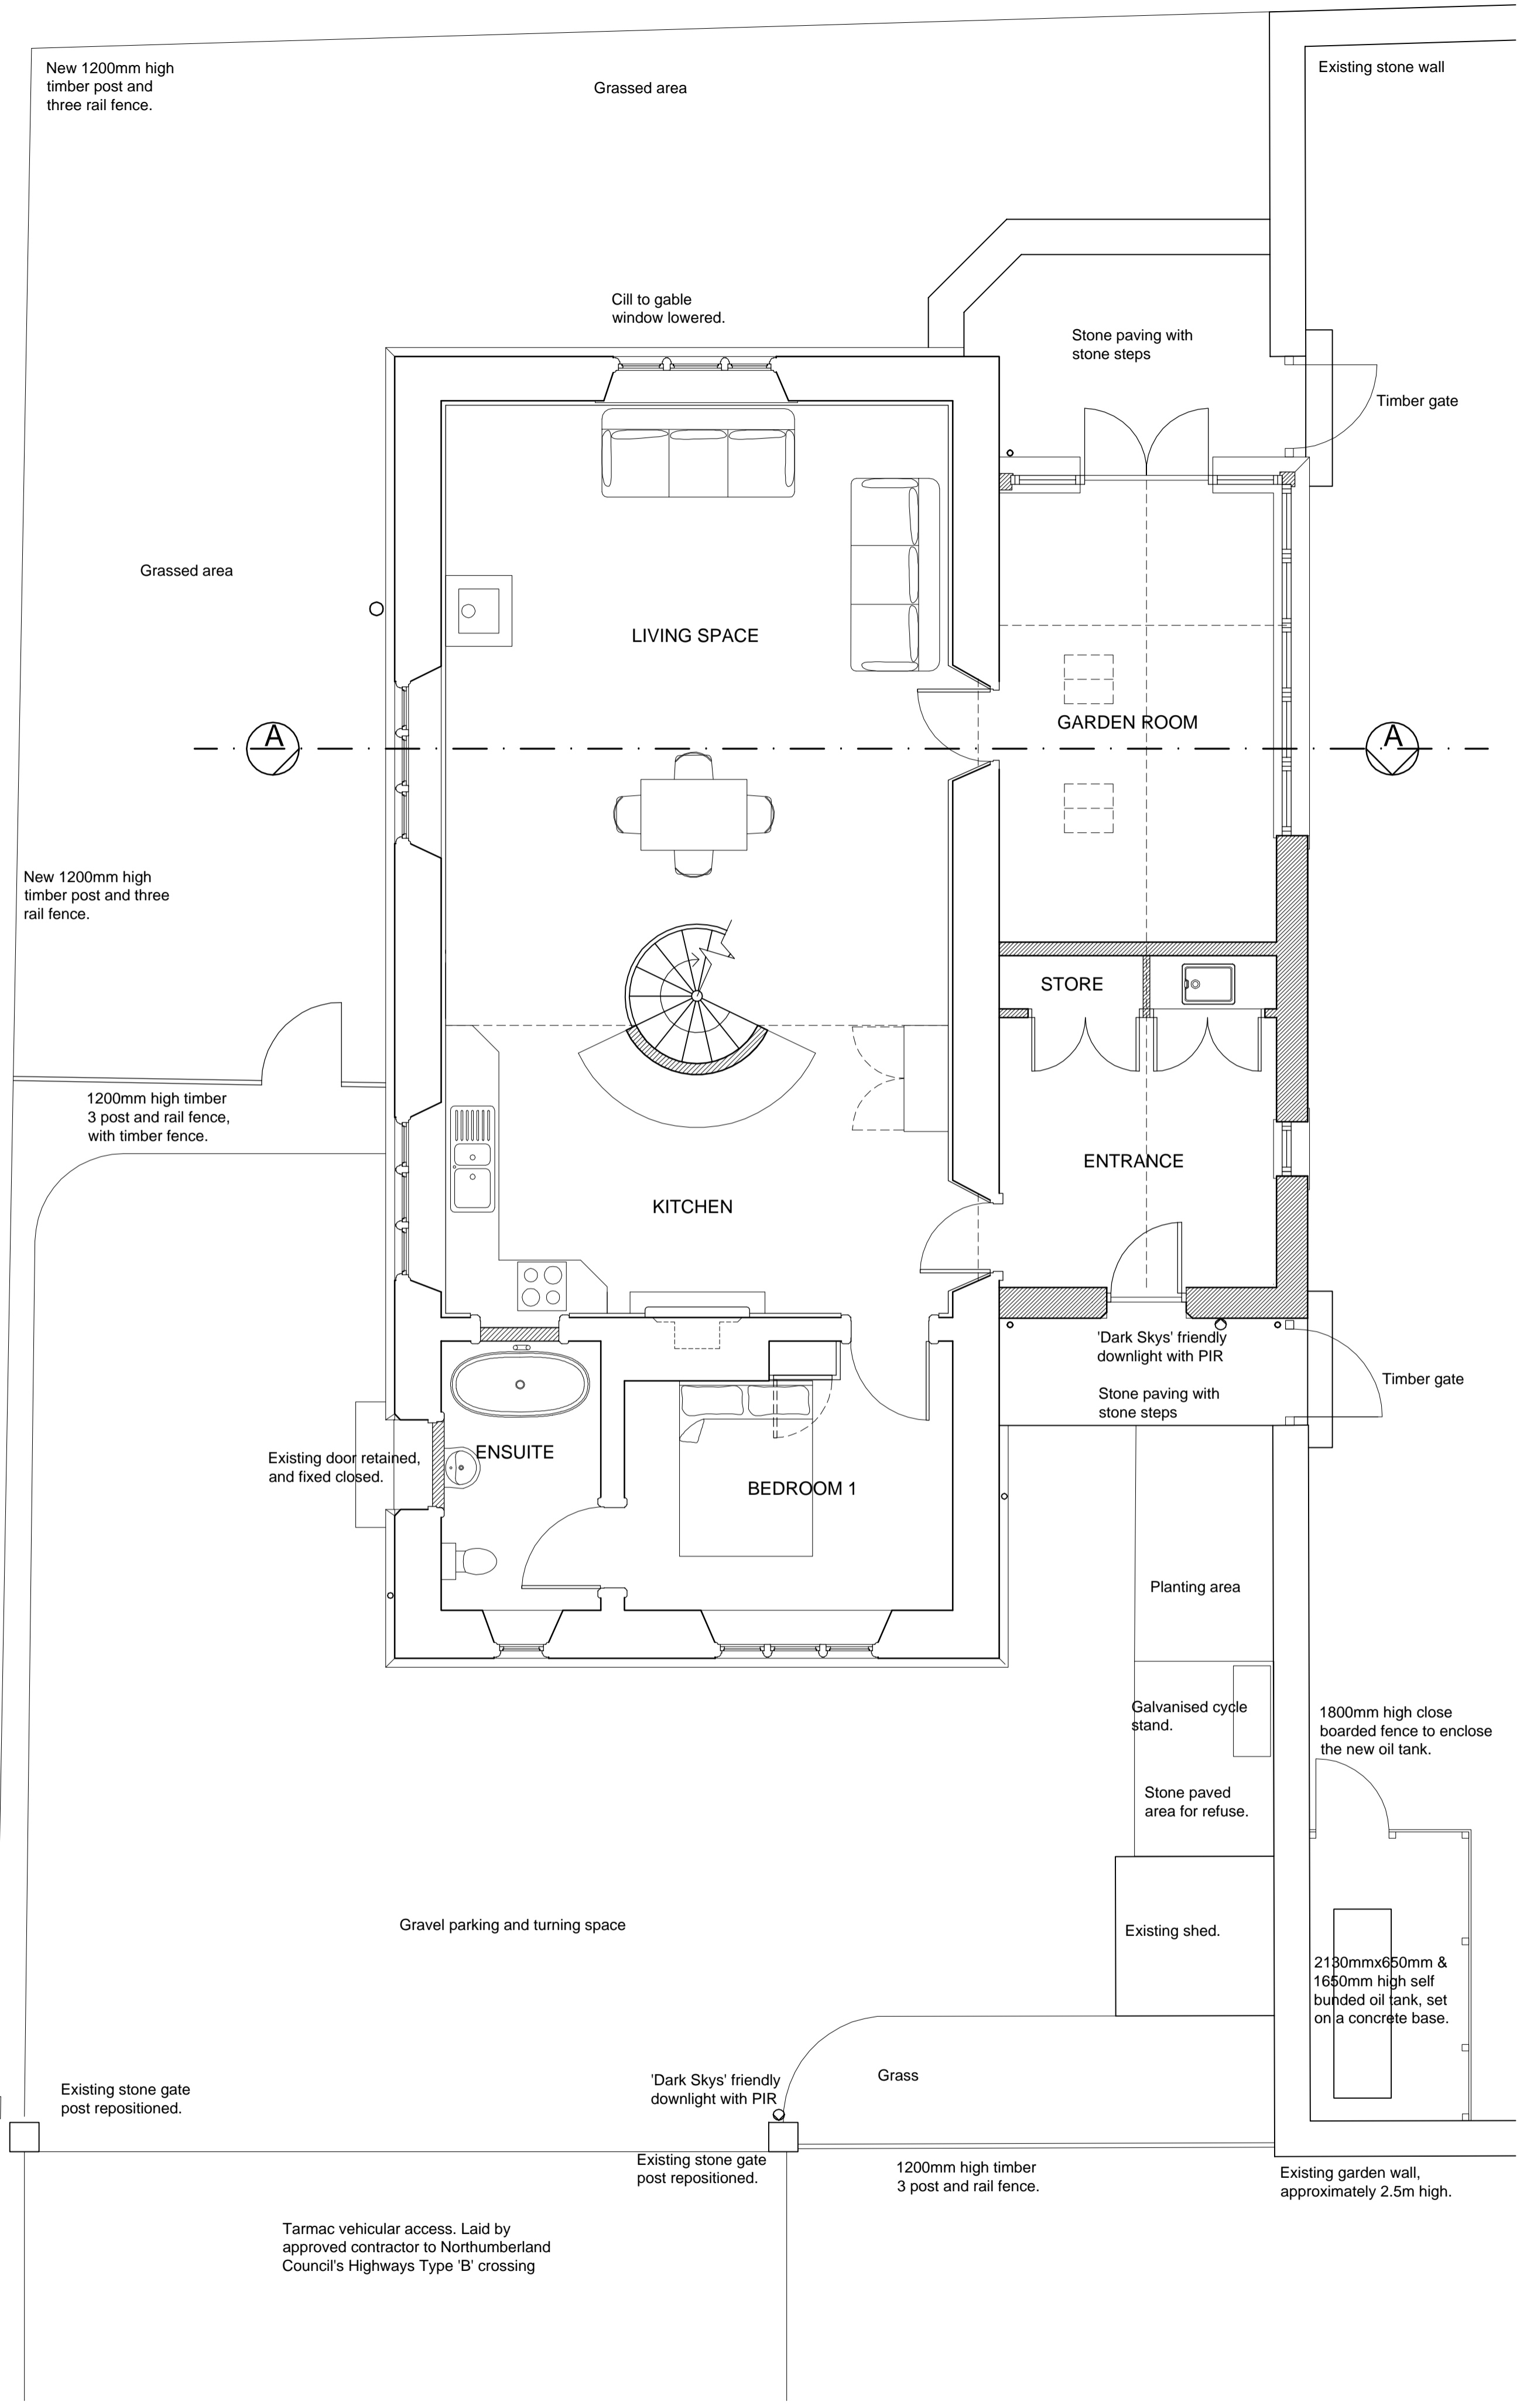 New 1200mm high
timber post and
three rail fence.
Grassed area
Existing stone wall
Cill to gable
window lowered.
Stone paving with
stone steps
Timber gate
Grassed area
LIVING SPACE
GARDEN ROOM
A
A
New 1200mm high
timber post and three
rail fence.
STORE
1200mm high timber
3 post and rail fence,
with timber fence.
ENTRANCE
KITCHEN
'Dark Skys' friendly
downlight with PIR
Stone paving with
stone steps
Timber gate
Existing door retained,
and fixed closed.
ENSUITE
BEDROOM 1
Planting area
Galvanised cycle
stand.
1800mm high close
boarded fence to enclose
the new oil tank.
Stone paved
area for refuse.
Gravel parking and turning space
Existing shed.
2130mmx650mm &
1650mm high self
bunded oil tank, set
on a concrete base.
Existing stone gate
post repositioned.
'Dark Skys' friendly
downlight with PIR
Grass
Existing stone gate
post repositioned.
1200mm high timber
3 post and rail fence.
Existing garden wall,
approximately 2.5m high.
Tarmac vehicular access. Laid by
approved contractor to Northumberland
Council's Highways Type 'B' crossing